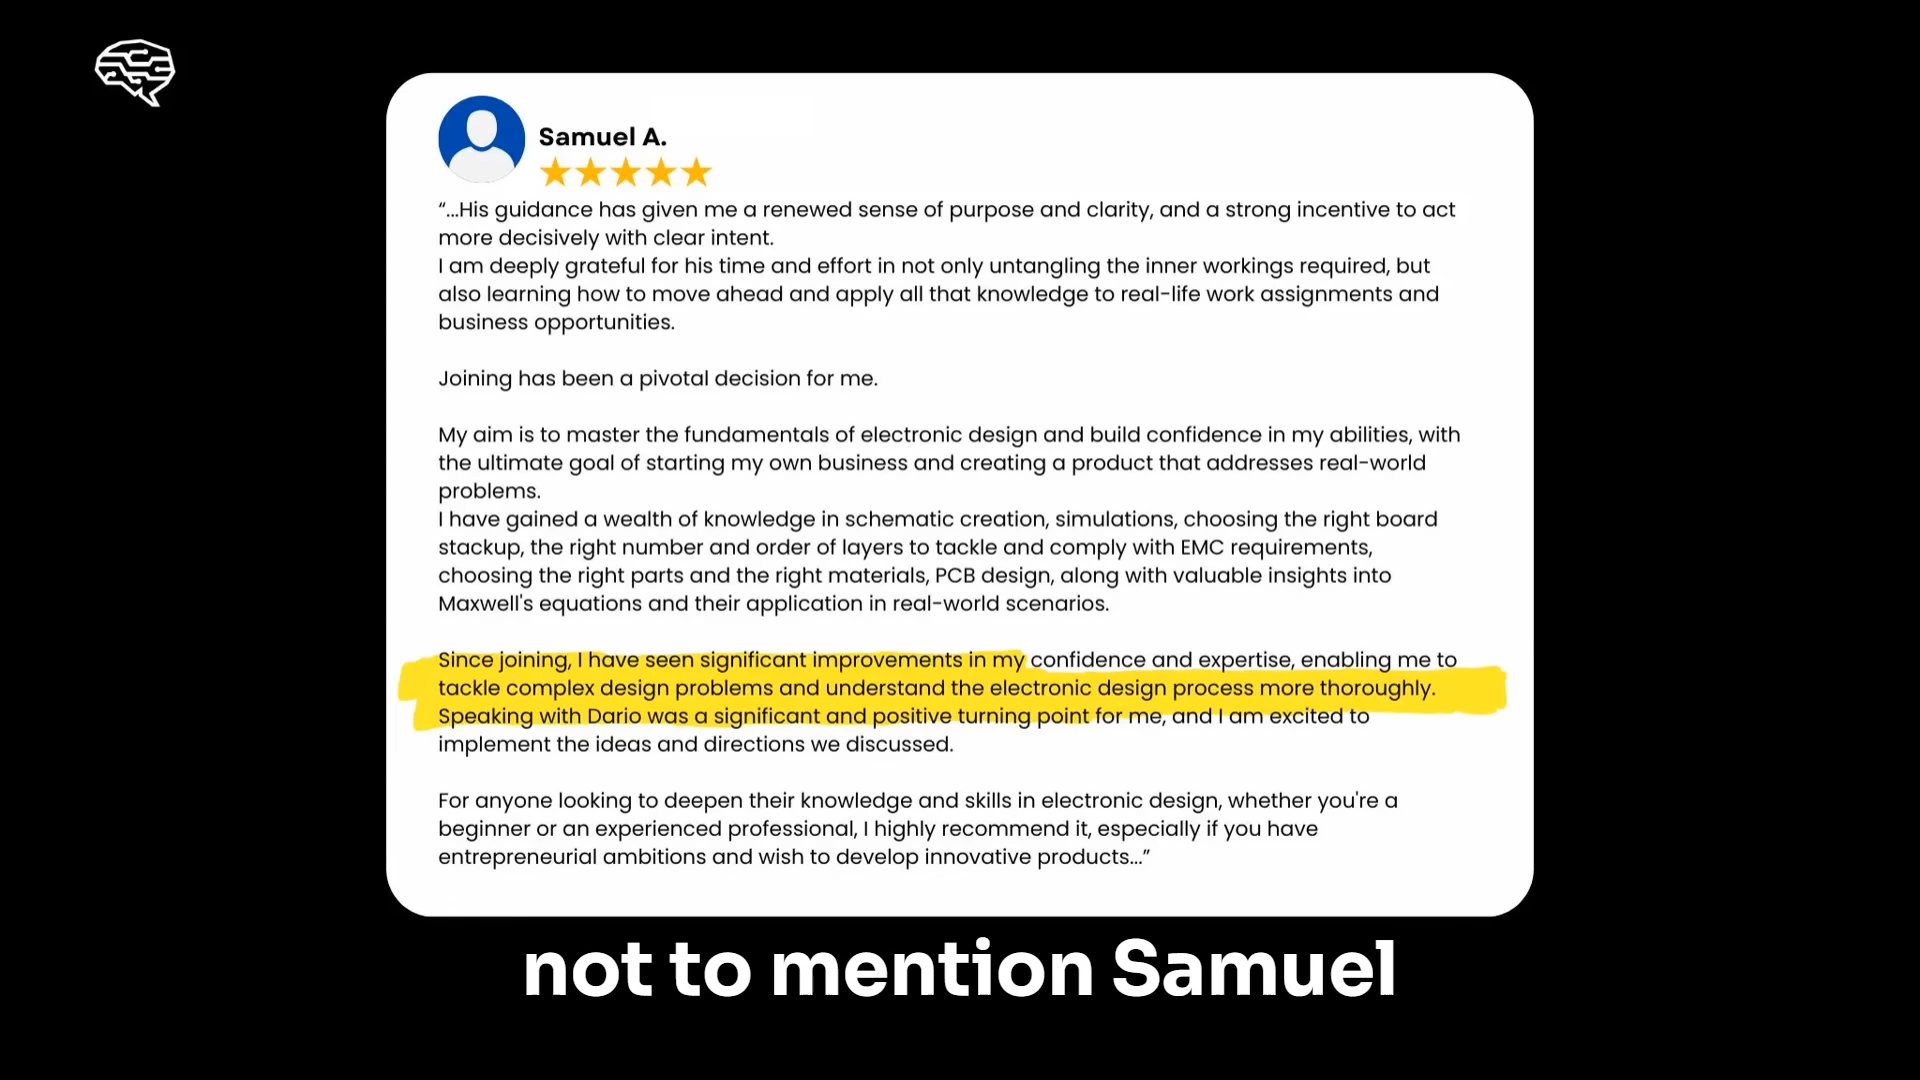 Samuel A.
“...His guidance has given me a renewed sense of purpose and clarity, and a strong incentive to act
more decisively with clear intent.
I am deeply grateful for his time and effort in not only untangling the inner workings required, but
also learning how to move ahead and apply all that knowledge to real-life work assignments and
business opportunities.
Joining has been a pivotal decision for me.
My aim is to master the fundamentals of electronic design and build confidence in my abilities, with
the ultimate goal of starting my own business and creating a product that addresses real-world
problems.
I have gained a wealth of knowledge in schematic creation, simulations, choosing the right board
stackup, the right number and order of layers to tackle and comply with EMC requirements,
choosing the right parts and the right materials, PCB design, along with valuable insights into
Maxwell's equations and their application in real-world scenarios.
Since joining, I have seen significant improvements in my confidence and expertise, enabling me to
tackle complex design problems and understand the electronic design process more thoroughly.
Speaking with Dario was a significant and positive turning point for me, and I am excited to
implement the ideas and directions we discussed.
For anyone looking to deepen their knowledge and skills in electronic design, whether you're a
beginner or an experienced professional, I highly recommend it, especially if you have
entrepreneurial ambitions and wish to develop innovative products...”
not to mention Samuel